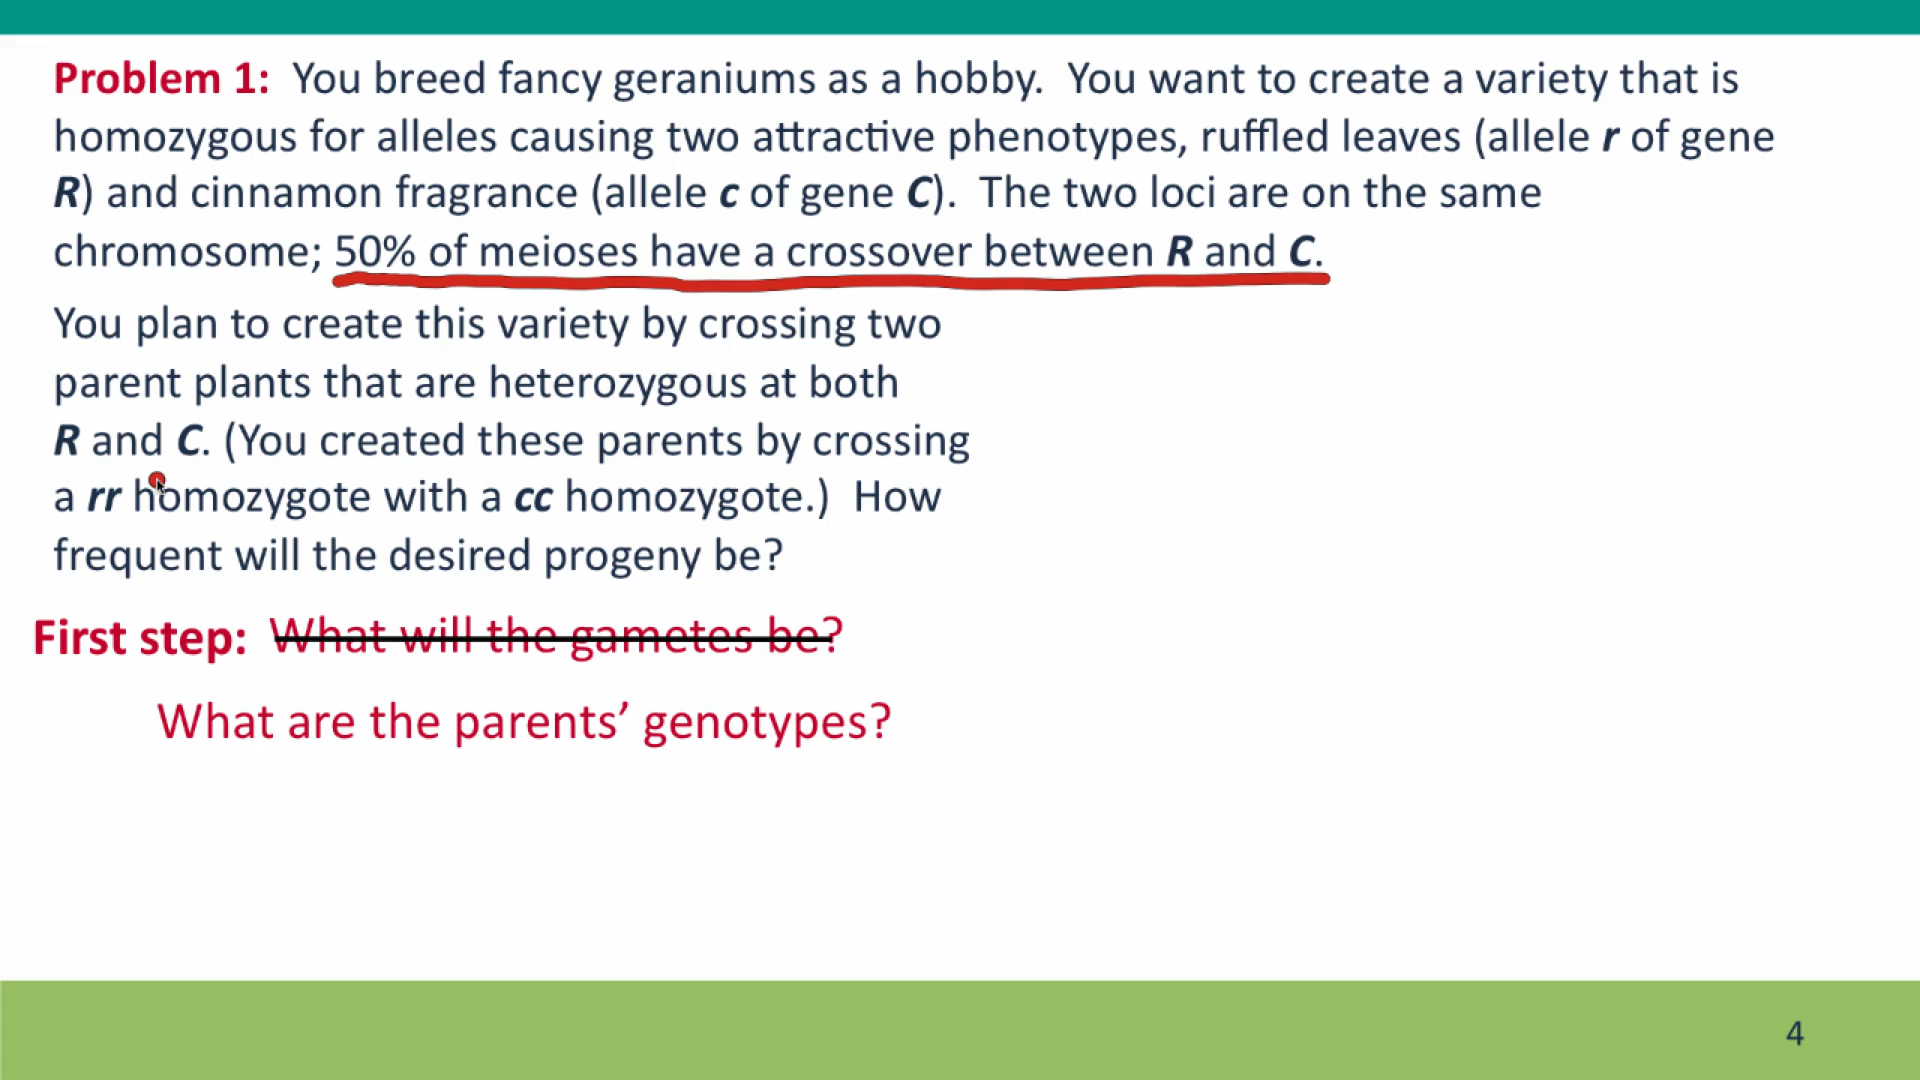 Problem 1: You breed fancy geraniums as a hobby. You want to create a variety that is
homozygous for alleles causing two attractive phenotypes, ruffled leaves (allele r of gene
R) and cinnamon fragrance (allele c of gene C). The two loci are on the same
chromosome; 50% of meioses have a crossover between R and C.
You plan to create this variety by crossing two
parent plants that are heterozygous at both
R and C. (You created these parents by crossing
a rr homozygote with a cc homozygote.) How
frequent will the desired progeny be?
First step: What will the gametes be?
What are the parents’ genotypes?
4